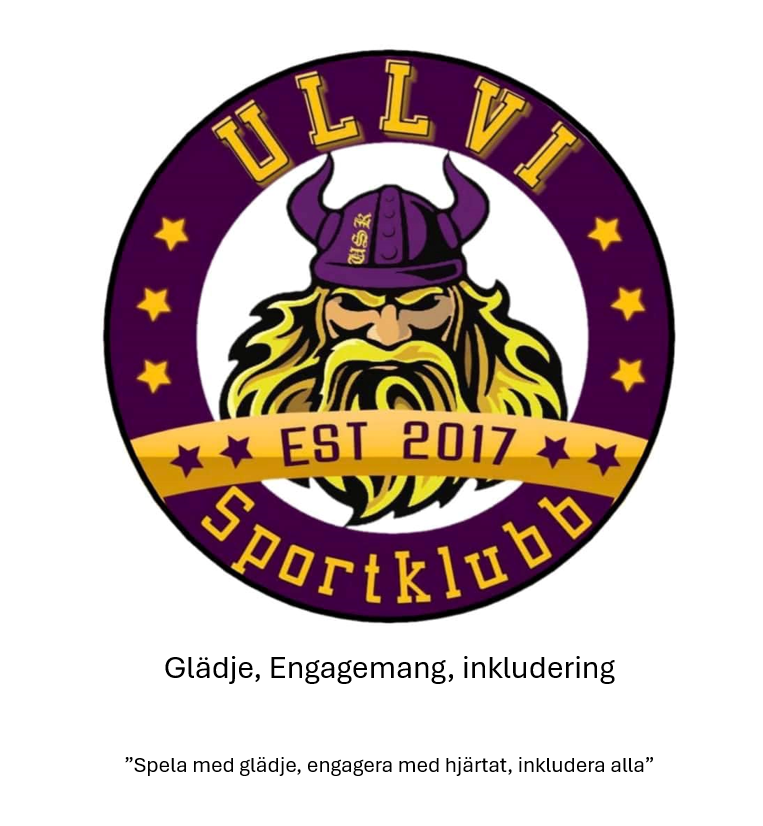 ULLVI
USK
EST 2017
Sportklubb
Glädje, Engagemang, inkludering
”Spela med glädje, engagera med hjärtat, inkludera alla”